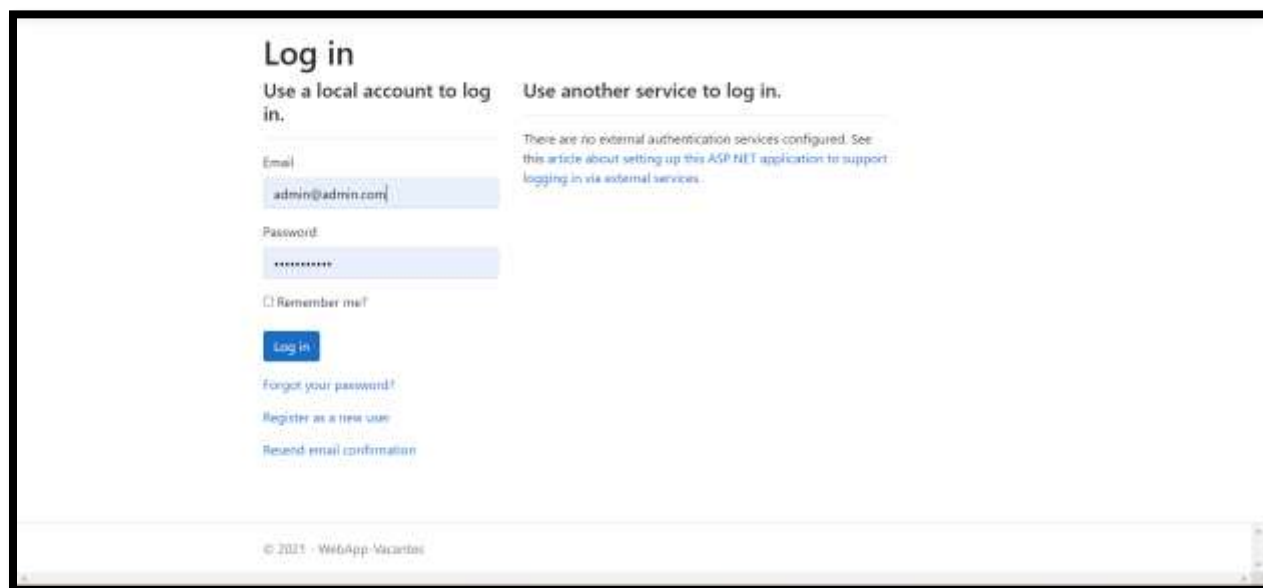 Log in
Use a local account to log
in.
Email
admin@admin.com
Password
•••••••••••
Remember me?
Log in
Forgot your password?
Register as a new user
Resend email confirmation
Use another service to log in.
There are no external authentication services configured. See
this article about setting up this ASP.NET application to support
logging in via external services.
© 2021 - WebApp-Vacantes